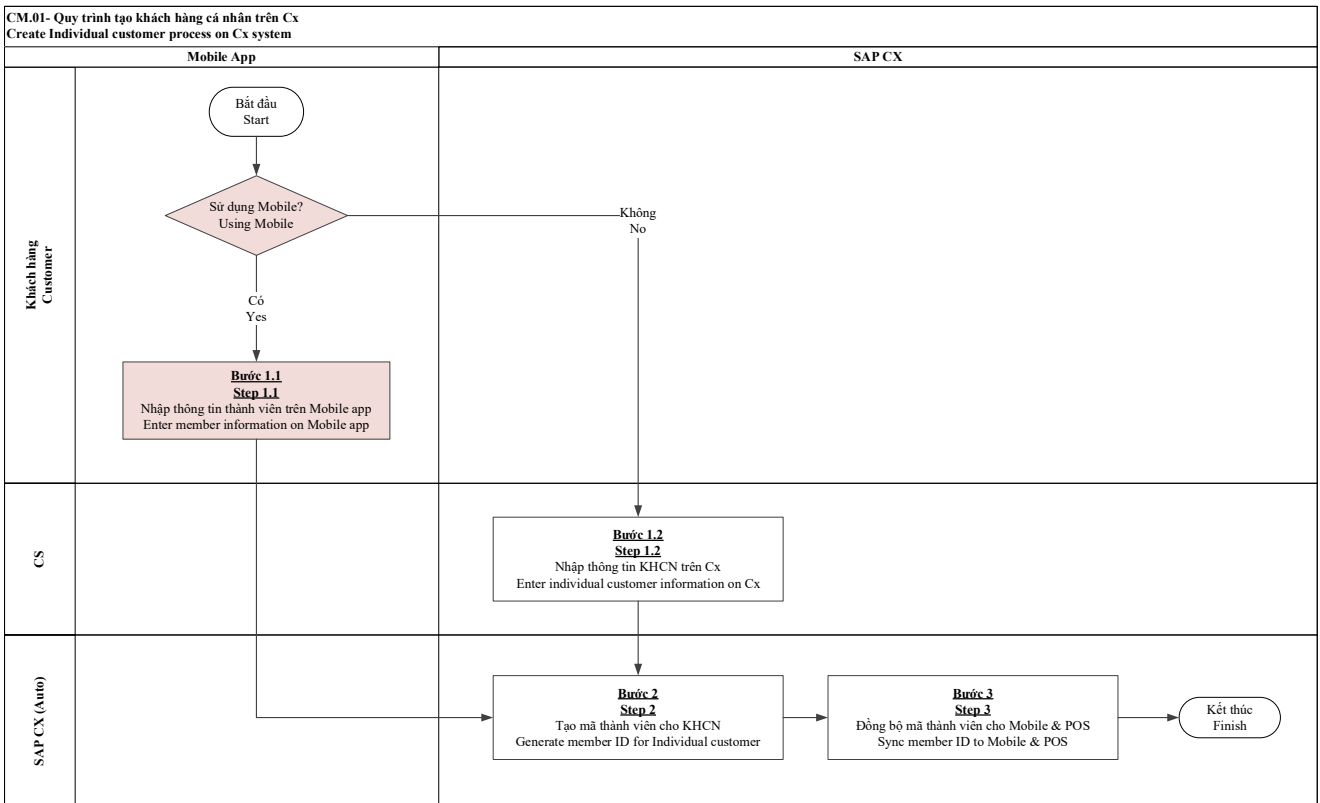 CM.01- Quy trình tạo khách hàng cá nhân trên Cx
Create Individual customer process on Cx system
Mobile App
SAP CX
Khách hàng
Customer
Bắt đầu
Start
Sử dụng Mobile?
Using Mobile
Không
No
Có
Yes
Bước 1.1
Step 1.1
Nhập thông tin thành viên trên Mobile app
Enter member information on Mobile app
CS
Bước 1.2
Step 1.2
Nhập thông tin KHCN trên Cx
Enter individual customer information on Cx
SAP CX (Auto)
Bước 2
Step 2
Tạo mã thành viên cho KHCN
Generate member ID for Individual customer
Bước 3
Step 3
Đồng bộ mã thành viên cho Mobile & POS
Sync member ID to Mobile & POS
Kết thúc
Finish